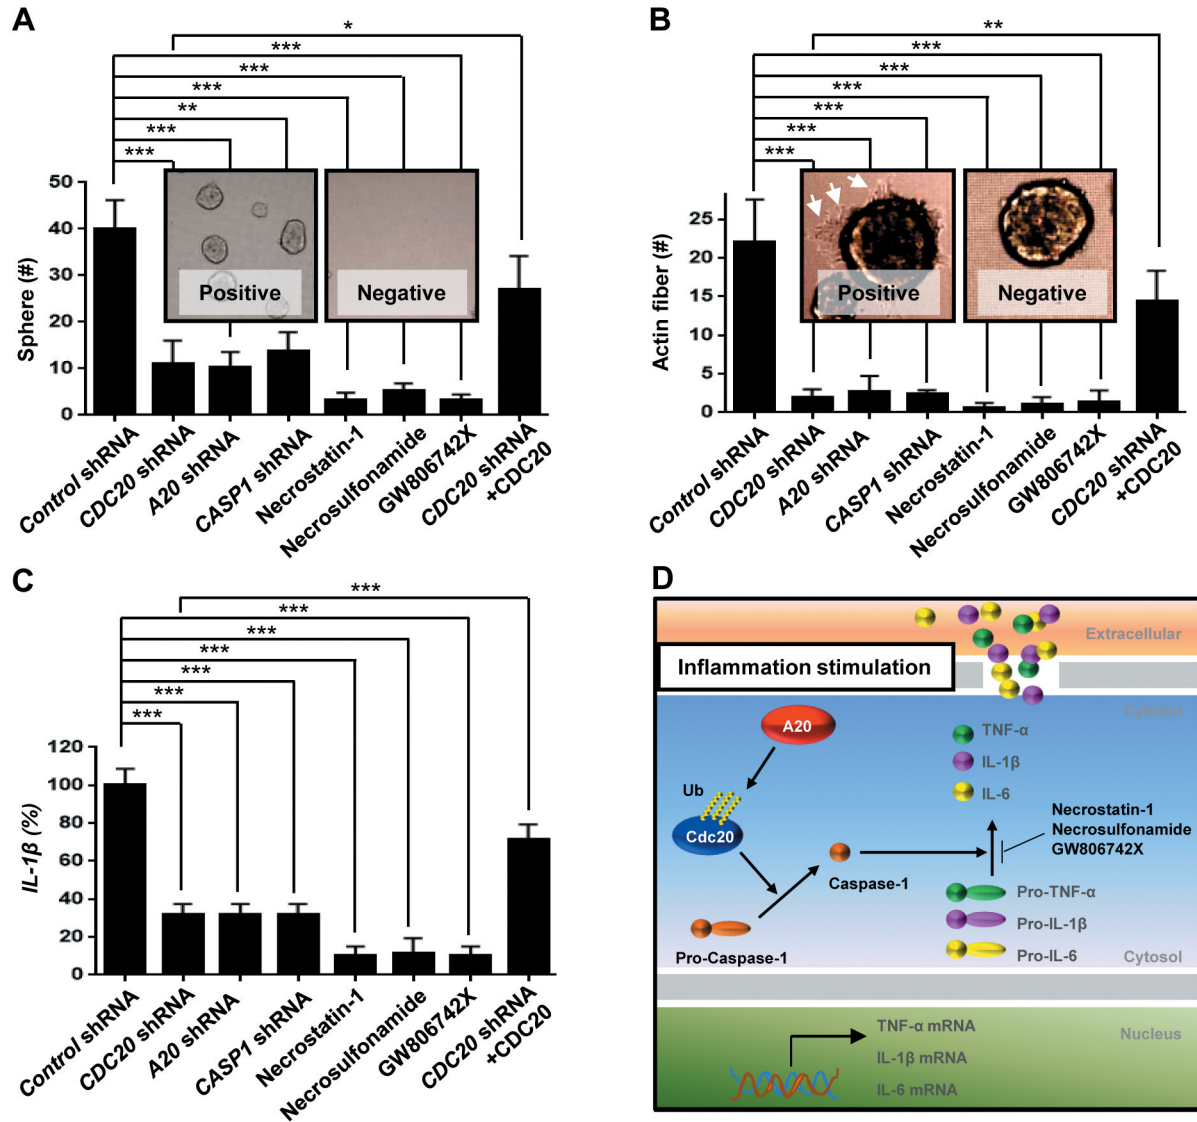 A
*
***
***
***
**
***
***
Sphere (#)
50
40
30
20
10
0
Positive
Negative
Control shRNA
CDC20 shRNA
A20 shRNA
CASP1 shRNA
Necrostatin-1
Necrosulfonamide
GW806742X
CDC20 shRNA
+CDC20
B
**
***
***
***
***
***
***
Actin fiber (#)
25
20
15
10
5
0
Positive
Negative
Control shRNA
CDC20 shRNA
A20 shRNA
CASP1 shRNA
Necrostatin-1
Necrosulfonamide
GW806742X
CDC20 shRNA
+CDC20
C
***
***
***
***
***
***
***
IL-1β (%)
120
100
80
60
40
20
0
Control shRNA
CDC20 shRNA
A20 shRNA
CASP1 shRNA
Necrostatin-1
Necrosulfonamide
GW806742X
CDC20 shRNA
+CDC20
D
Extracellular
Inflammation stimulation
Cytosol
A20
TNF-α
IL-1β
IL-6
Ub
Cdc20
Necrostatin-1
Necrosulfonamide
GW806742X
Caspase-1
Pro-Caspase-1
Pro-TNF-α
Pro-IL-1β
Pro-IL-6
Cytosol
Nucleus
TNF-α mRNA
IL-1β mRNA
IL-6 mRNA